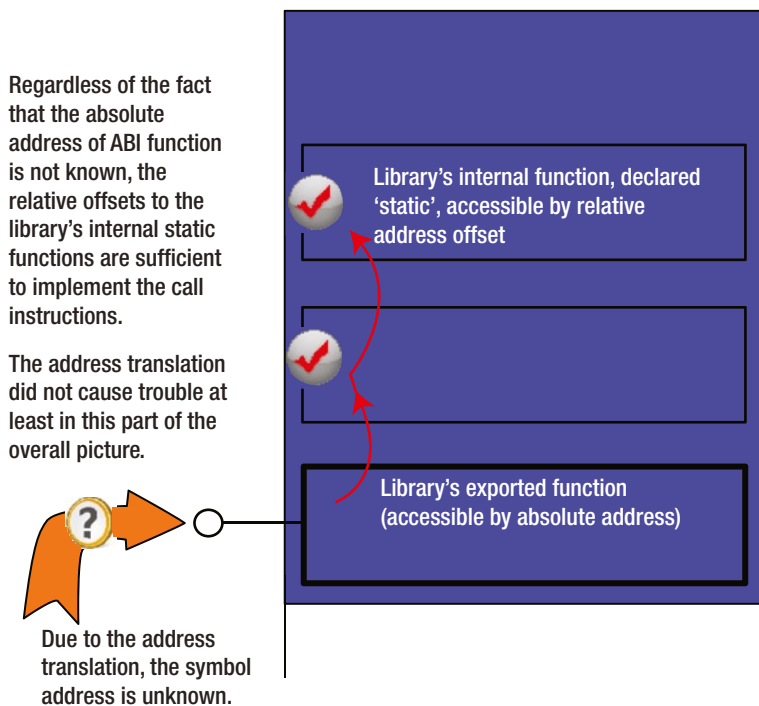 Regardless of the fact
that the absolute
address of ABI function
is not known, the
relative offsets to the
library's internal static
functions are sufficient
to implement the call
instructions.
The address translation
did not cause trouble at
least in this part of the
overall picture.
Library's internal function, declared
'static', accessible by relative
address offset
Library's exported function
(accessible by absolute address)
?
Due to the address
translation, the symbol
address is unknown.